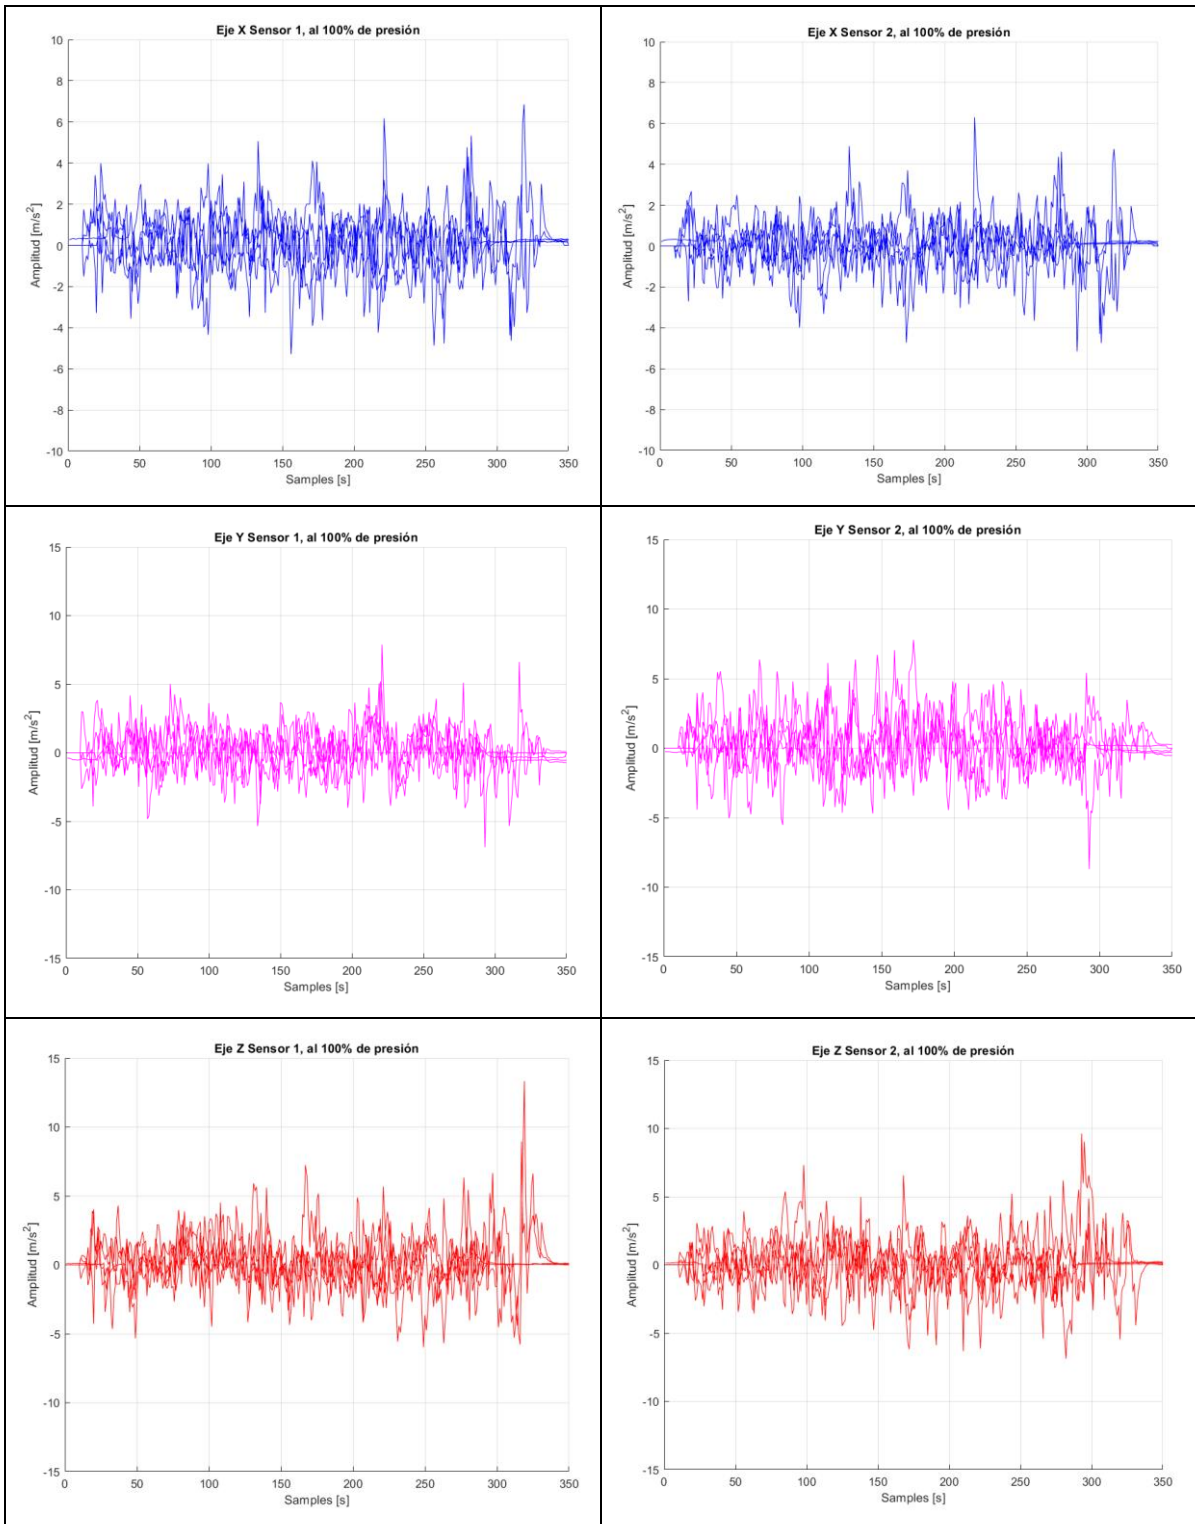 Eje X Sensor 1, al 100% de presión
10
8
6
4
2
0
-2
-4
-6
-8
-10
Amplitud [m/s²]
0 50 100 150 200 250 300 350
Samples [s]
Eje X Sensor 2, al 100% de presión
10
8
6
4
2
0
-2
-4
-6
-8
-10
Amplitud [m/s²]
0 50 100 150 200 250 300 350
Samples [s]
Eje Y Sensor 1, al 100% de presión
15
10
5
0
-5
-10
-15
Amplitud [m/s²]
0 50 100 150 200 250 300 350
Samples [s]
Eje Y Sensor 2, al 100% de presión
15
10
5
0
-5
-10
-15
Amplitud [m/s²]
0 50 100 150 200 250 300 350
Samples [s]
Eje Z Sensor 1, al 100% de presión
15
10
5
0
-5
-10
-15
Amplitud [m/s²]
0 50 100 150 200 250 300 350
Samples [s]
Eje Z Sensor 2, al 100% de presión
15
10
5
0
-5
-10
-15
Amplitud [m/s²]
0 50 100 150 200 250 300 350
Samples [s]